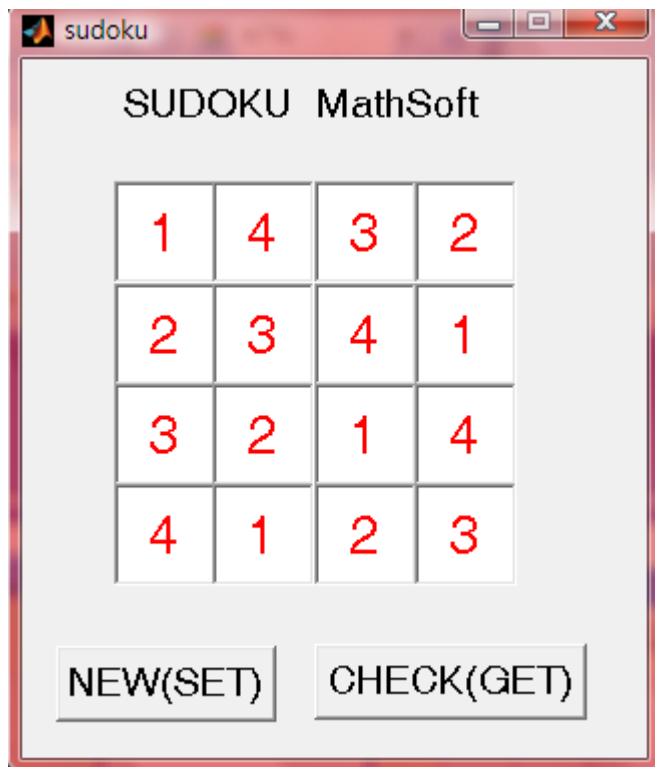 sudoku
SUDOKU MathSoft
1 4 3 2
2 3 4 1
3 2 1 4
4 1 2 3
NEW(SET) CHECK(GET)